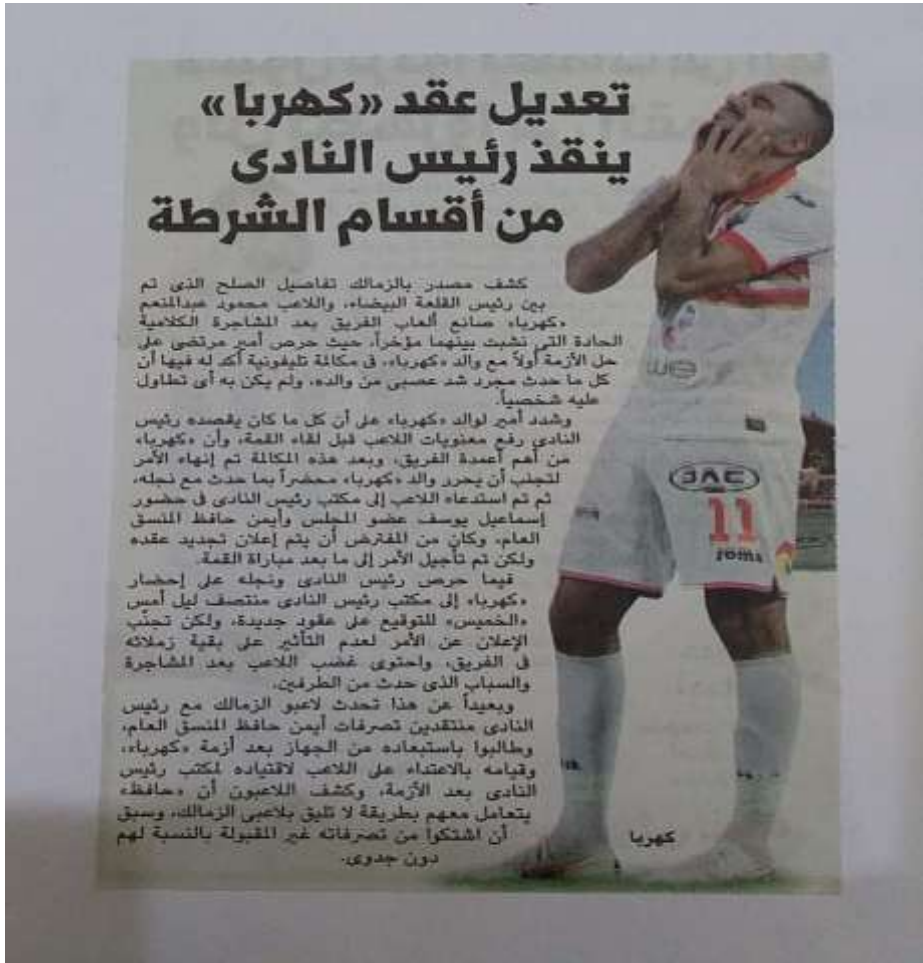 تعديل عقد «كهربا»
ينقذ رئيس النادى
من أقسام الشرطة
كشف مصدر بالزمالك تفاصيل الصلح الذى تم
بين رئيس القلعة البيضاء، واللاعب محمود عبدالمنعم
«كهربا» صانع ألعاب الفريق بعد المشاجرة الكلامية
الحادة التى نشبت بينهما مؤخراً، حيث حرص أمير مرتضى على
حل الأزمة أولاً مع والد «كهربا»، فى مكالمة تليفونية أكد له فيها أن
كل ما حدث مجرد شد عصبى من والده، ولم يكن به أى تطاول
عليه شخصياً.
وشدد أمير لوالد «كهربا» على أن كل ما كان يقصده رئيس
النادى رفع معنويات اللاعب قبل لقاء القمة، وأن «كهربا»
من أهم أعمدة الفريق، وبعد هذه المكالمة تم إنهاء الأمر
لتجنب أن يحرر والد «كهربا» محضراً بما حدث مع نجله،
ثم تم استدعاء اللاعب إلى مكتب رئيس النادى فى حضور
إسماعيل يوسف عضو المجلس وأيمن حافظ المنسق
العام، وكان من المفترض أن يتم إعلان تجديد عقده
ولكن تم تأجيل الأمر إلى ما بعد مباراة القمة.
فيما حرص رئيس النادى ونجله على إحضار
«كهربا» إلى مكتب رئيس النادى منتصف ليل أمس
«الخميس» للتوقيع على عقود جديدة، ولكن تجنّب
الإعلان عن الأمر لعدم التأثير على بقية زملائه
فى الفريق، واحتوى غضب اللاعب بعد المشاجرة
والسباب الذى حدث من الطرفين.
وبعيداً عن هذا تحدث لاعبو الزمالك مع رئيس
النادى منتقدين تصرفات أيمن حافظ المنسق العام،
وطالبوا باستبعاده من الجهاز بعد أزمة «كهربا»،
وقيامه بالاعتداء على اللاعب لاقتياده لمكتب رئيس
النادى بعد الأزمة، وكشف اللاعبون أن «حافظ»
يتعامل معهم بطريقة لا تليق بلاعبى الزمالك، وسبق
أن اشتكوا من تصرفاته غير المقبولة بالنسبة لهم
دون جدوى.
we
JAC
11
Joma
كهربا